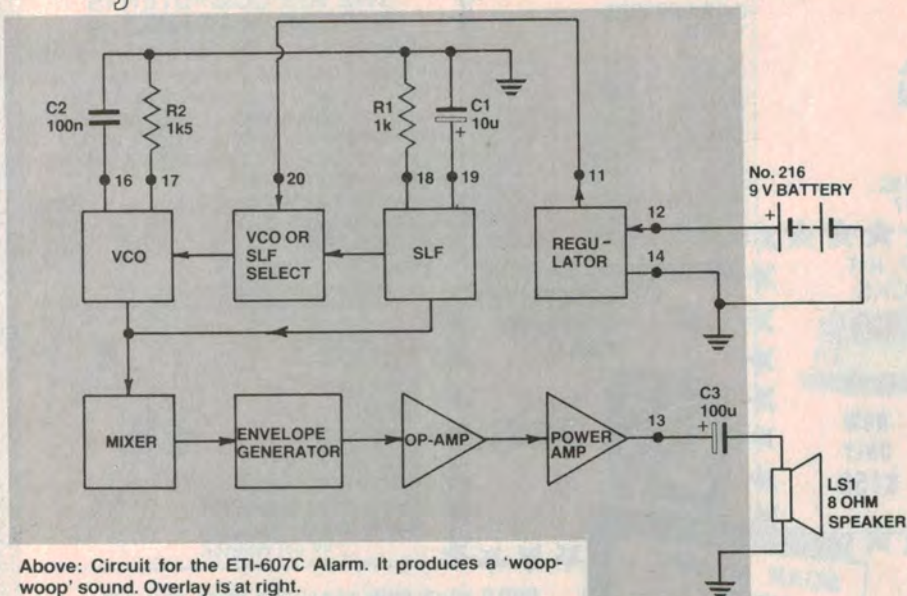 C2
100n
R2
1k5
R1
1k
C1
10u
+
16 17 20 18 19 11
No. 216
9 V BATTERY
+
12
14
VCO
VCO OR
SLF
SELECT
SLF
REGU -
LATOR
MIXER
ENVELOPE
GENERATOR
OP-AMP
POWER
AMP
13
C3
100u
+
LS1
8 OHM
SPEAKER
Above: Circuit for the ETI-607C Alarm. It produces a 'woop-
woop' sound. Overlay is at right.